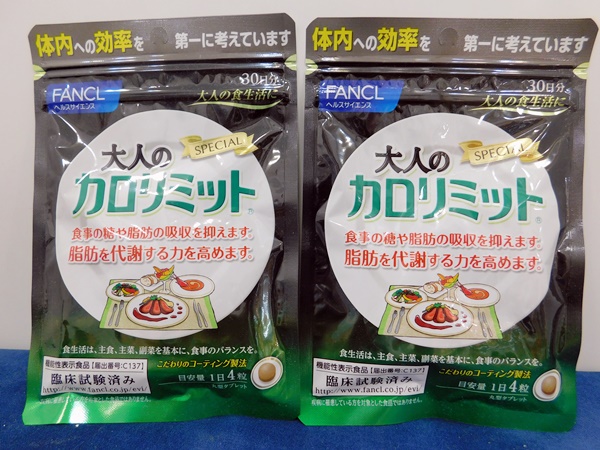 体内への効率を 第一に考えています
FANCL
ヘルスサイエンス
30日分
大人の食生活に
大人の
SPECIAL
カロリミット®
食事の糖や脂肪の吸収を抑えます。
脂肪を代謝する力を高めます。
食生活は、主食、主菜、副菜を基本に、食事のバランスを。
機能性表示食品【届出番号:C137】
こだわりのコーティング製法
臨床試験済み
http://www.fancl.co.jp/evi/
目安量 1日4粒
丸型タブレット
体内への効率を 第一に考えています
FANCL
ヘルスサイエンス
30日分
大人の食生活に
大人の
SPECIAL
カロリミット®
食事の糖や脂肪の吸収を抑えます。
脂肪を代謝する力を高めます。
食生活は、主食、主菜、副菜を基本に、食事のバランスを。
機能性表示食品【届出番号:C137】
こだわりのコーティング製法
臨床試験済み
http://www.fancl.co.jp/evi/
目安量 1日4粒
丸型タブレット